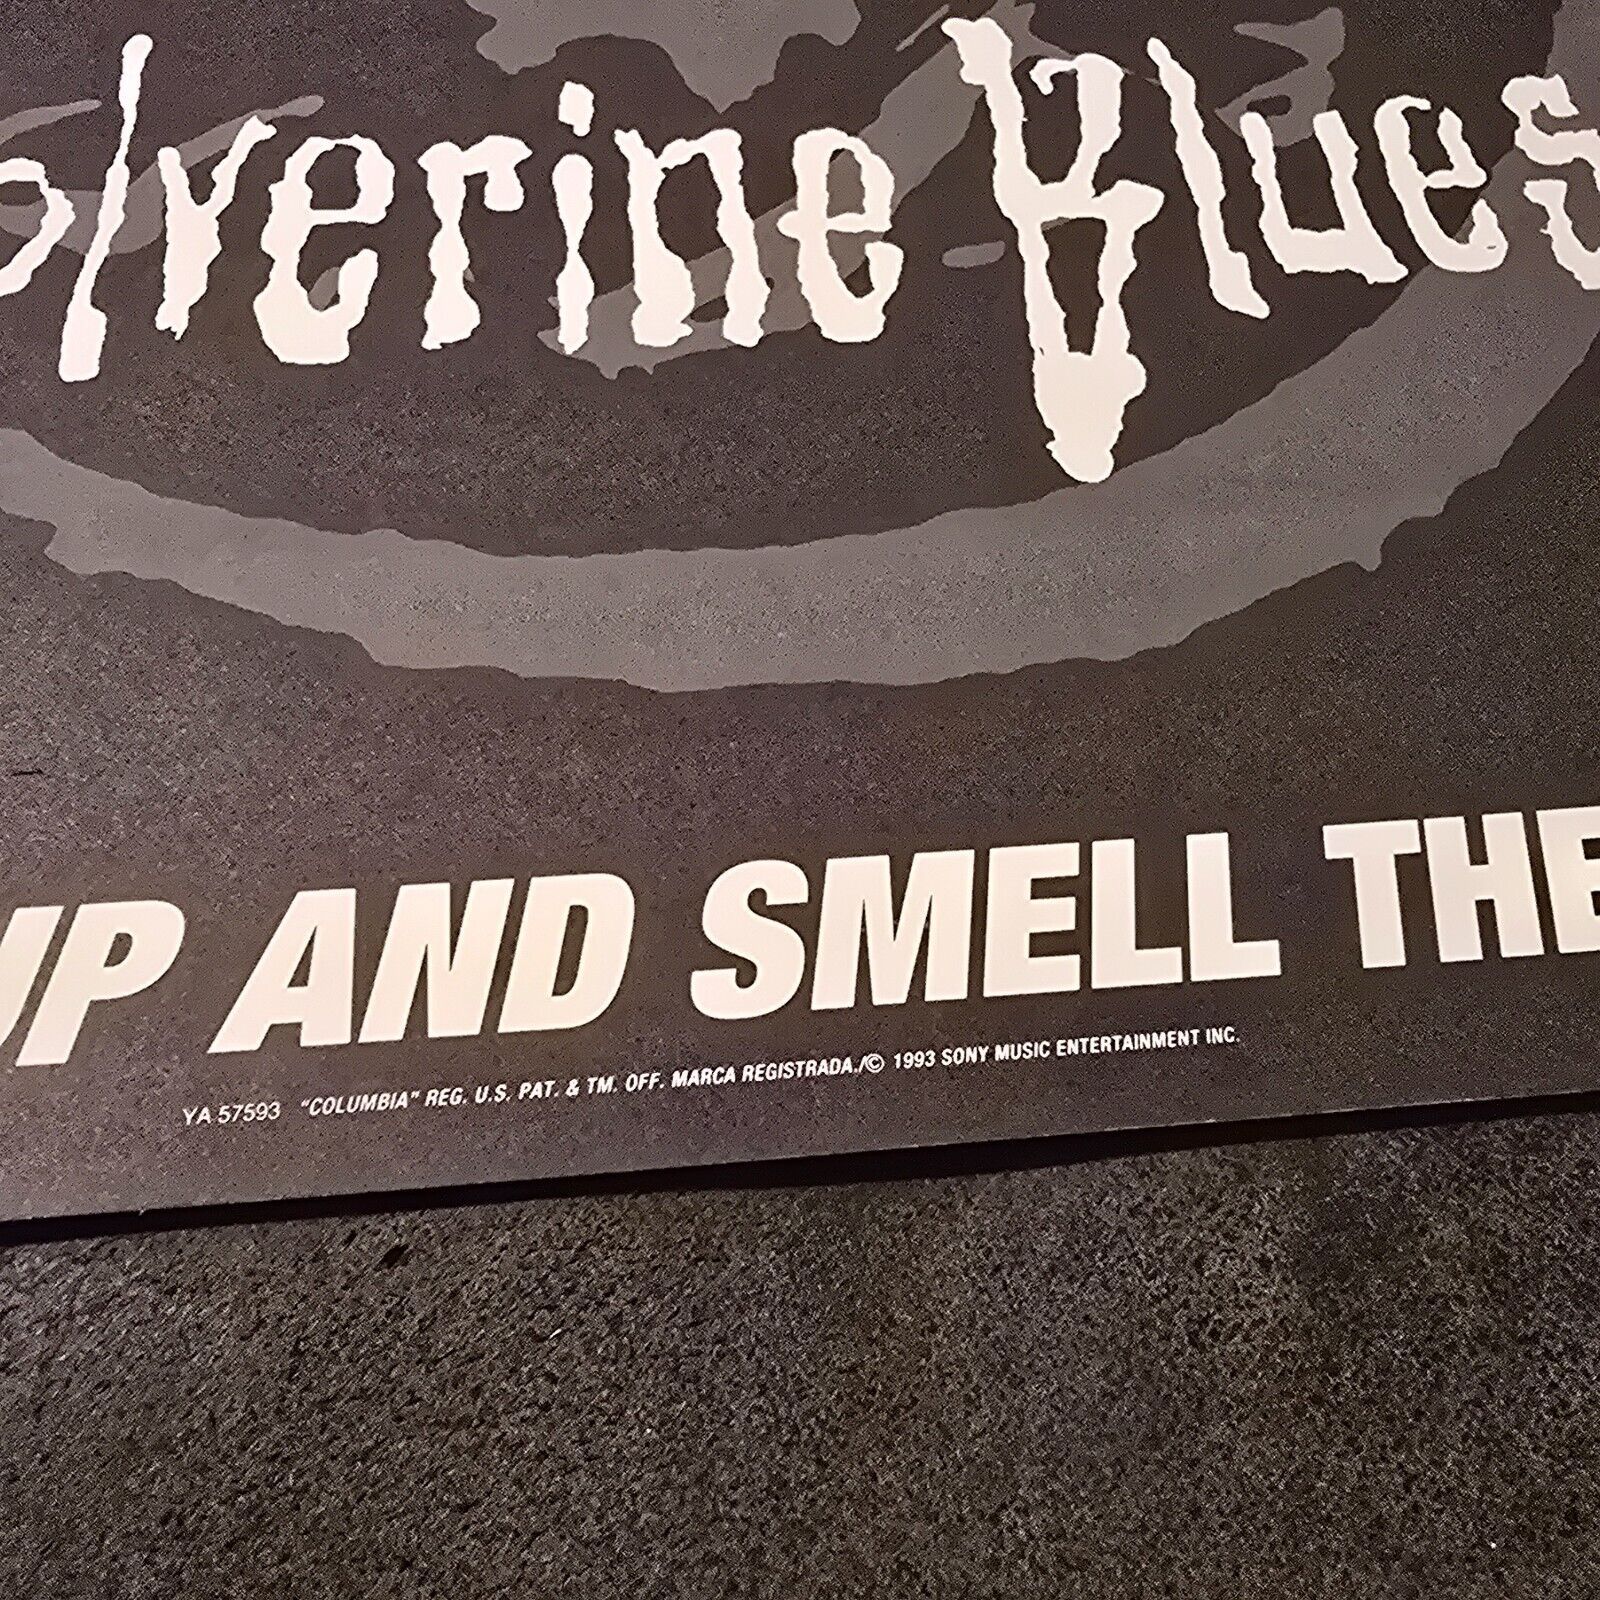 olverine Blues
UP AND SMELL THE
YA 57593 "COLUMBIA" REG. U.S. PAT. & TM. OFF. MARCA REGISTRADA./© 1993 SONY MUSIC ENTERTAINMENT INC.